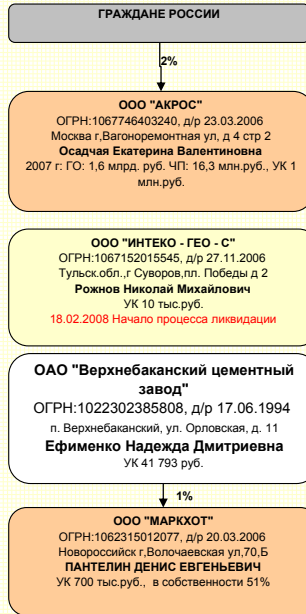 ГРАЖДАНЕ РОССИИ
2%
ООО "АКРОС"
ОГРН:1067746403240, д/р 23.03.2006
Москва г,Вагоноремонтная ул, д 4 стр 2
Осадчая Екатерина Валентиновна
2007 г: ГО: 1,6 млрд. руб. ЧП: 16,3 млн.руб., УК 1
млн.руб.
ООО "ИНТЕКО - ГЕО - С"
ОГРН:1067152015545, д/р 27.11.2006
Тульск.обл.,г Суворов,пл. Победы д 2
Рожнов Николай Михайлович
УК 10 тыс.руб.
18.02.2008 Начало процесса ликвидации
ОАО "Верхнебаканский цементный
завод"
ОГРН:1022302385808, д/р 17.06.1994
п. Верхнебаканский, ул. Орловская, д. 11
Ефименко Надежда Дмитриевна
УК 41 793 руб.
1%
ООО "МАРКХОТ"
ОГРН:1062315012077, д/р 20.03.2006
Новороссийск г,Волочаевская ул,70,Б
ПАНТЕЛИН ДЕНИС ЕВГЕНЬЕВИЧ
УК 700 тыс.руб., в собственности 51%